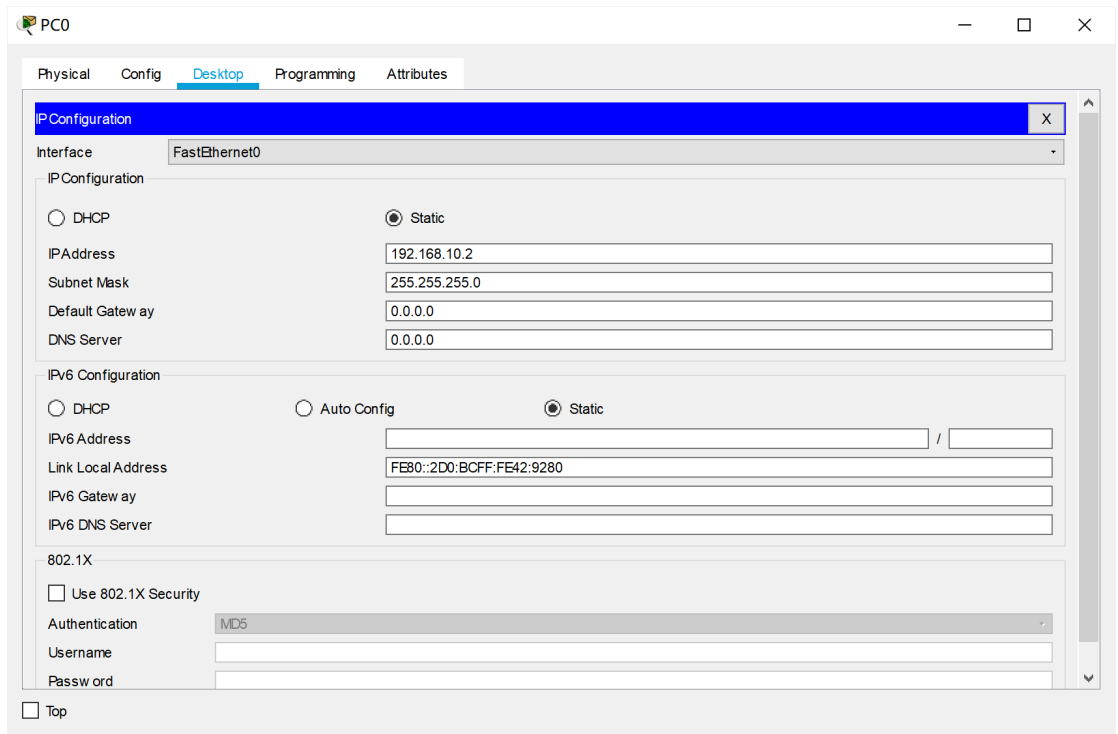 PC0
Physical Config Desktop Programming Attributes
IP Configuration X
Interface FastEthernet0
IP Configuration
DHCP Static
IP Address 192.168.10.2
Subnet Mask 255.255.255.0
Default Gateway 0.0.0.0
DNS Server 0.0.0.0
IPv6 Configuration
DHCP Auto Config Static
IPv6 Address /
Link Local Address FE80::2D0:BCFF:FE42:9280
IPv6 Gateway
IPv6 DNS Server
802.1X
Use 802.1X Security
Authentication MD5
Username
Password
Top